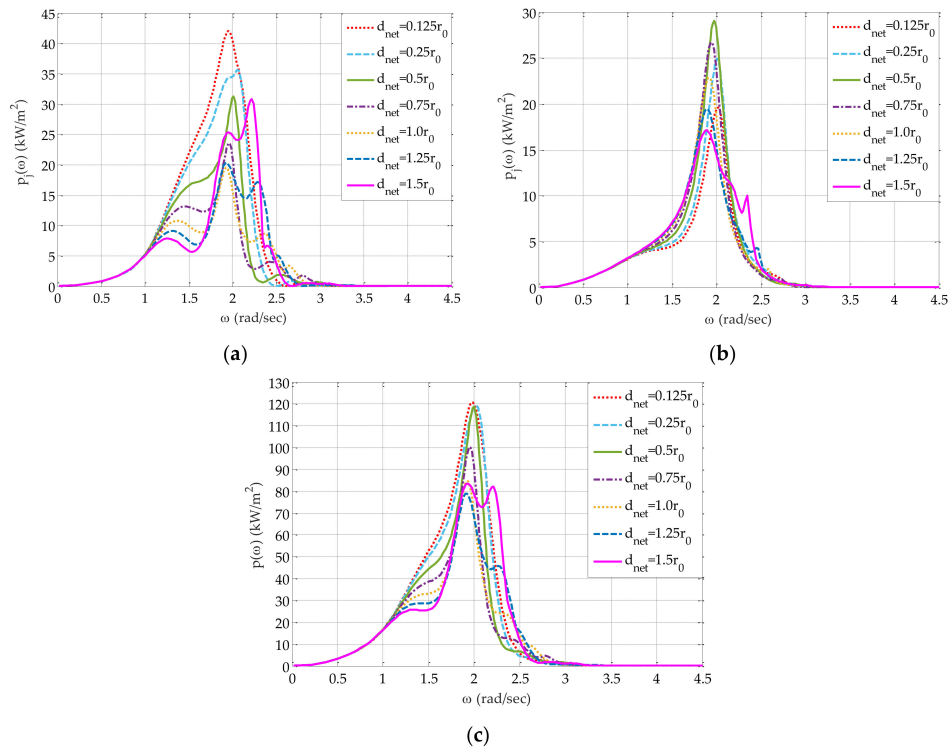 45
40
35
30
25
20
15
10
5
0
p_j(ω) (kW/m^2)
0 0.5 1 1.5 2 2.5 3 3.5 4 4.5
ω (rad/sec)
d_net=0.125r_0
d_net=0.25r_0
d_net=0.5r_0
d_net=0.75r_0
d_net=1.0r_0
d_net=1.25r_0
d_net=1.5r_0
(a)
30
25
20
15
10
5
0
p_j(ω) (kW/m^2)
0 0.5 1 1.5 2 2.5 3 3.5 4 4.5
ω (rad/sec)
d_net=0.125r_0
d_net=0.25r_0
d_net=0.5r_0
d_net=0.75r_0
d_net=1.0r_0
d_net=1.25r_0
d_net=1.5r_0
(b)
130
120
110
100
90
80
70
60
50
40
30
20
10
0
p(ω) (kW/m^2)
0 0.5 1 1.5 2 2.5 3 3.5 4 4.5
ω (rad/sec)
d_net=0.125r_0
d_net=0.25r_0
d_net=0.5r_0
d_net=0.75r_0
d_net=1.0r_0
d_net=1.25r_0
d_net=1.5r_0
(c)